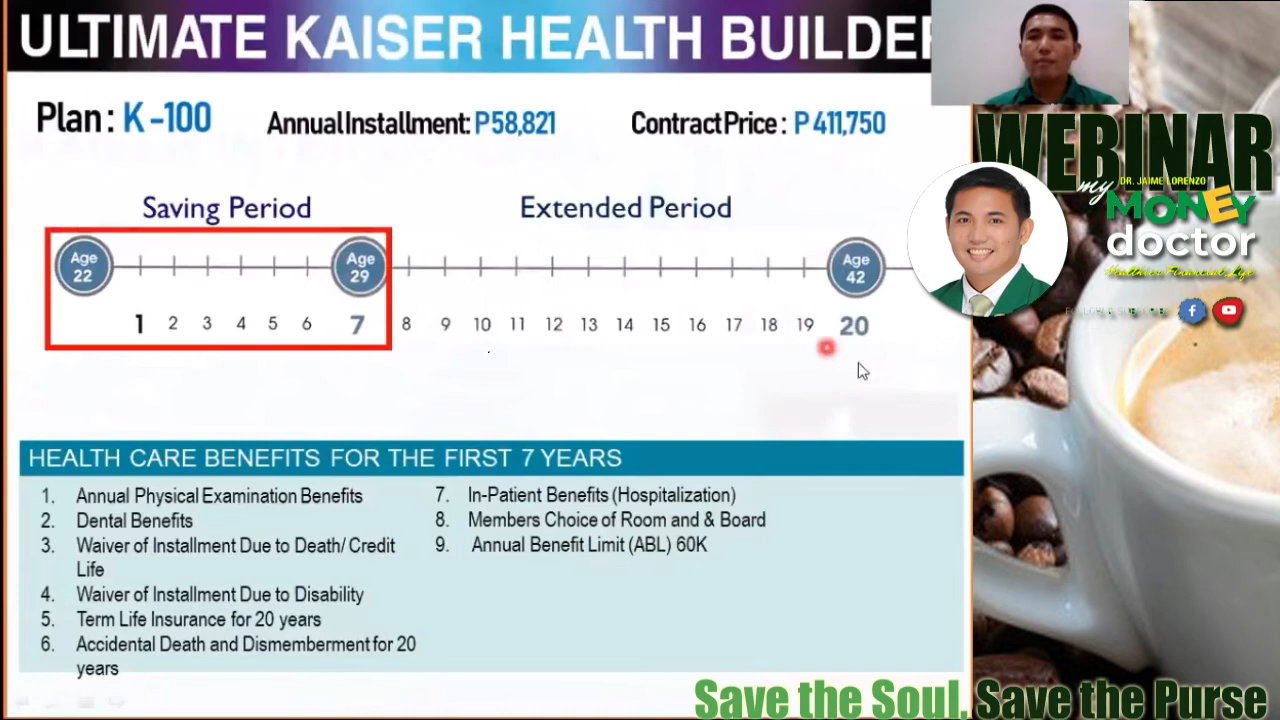 ULTIMATE KAISER HEALTH BUILDER
Plan : K -100
Annual Installment: P58,821
Contract Price : P 411,750
Saving Period
Extended Period
Age 22
Age 29
Age 42
1 2 3 4 5 6 7 8 9 10 11 12 13 14 15 16 17 18 19 20
HEALTH CARE BENEFITS FOR THE FIRST 7 YEARS
1. Annual Physical Examination Benefits
2. Dental Benefits
3. Waiver of Installment Due to Death/ Credit
Life
4. Waiver of Installment Due to Disability
5. Term Life Insurance for 20 years
6. Accidental Death and Dismemberment for 20
years
7. In-Patient Benefits (Hospitalization)
8. Members Choice of Room and & Board
9. Annual Benefit Limit (ABL) 60K
WEBINAR
DR. JAIME LORENZO
my MONEY
doctor
Healthier Financial Life
Save the Soul, Save the Purse